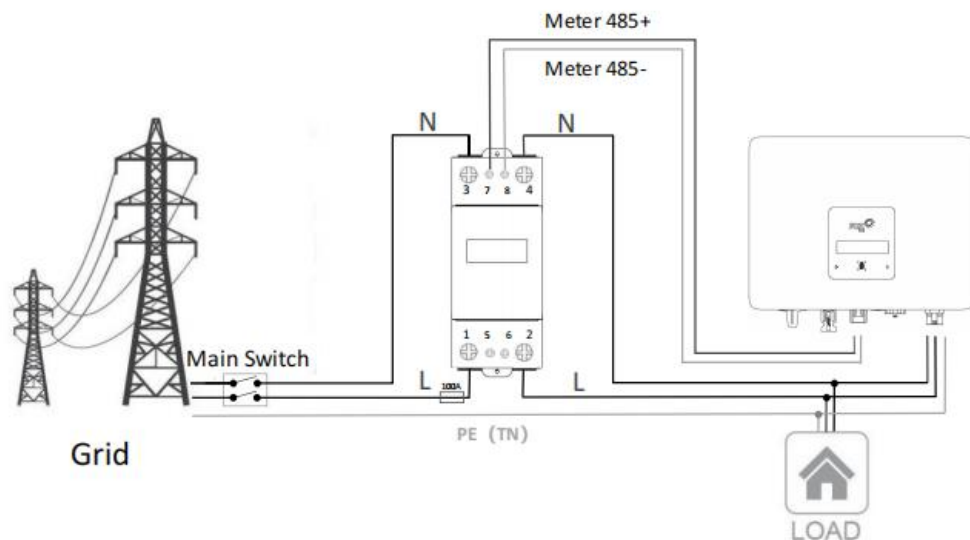 Meter 485+
Meter 485-
N
N
3 7 8 4
1 5 6 2
Main Switch
L
100A
L
PE (TN)
Grid
LOAD